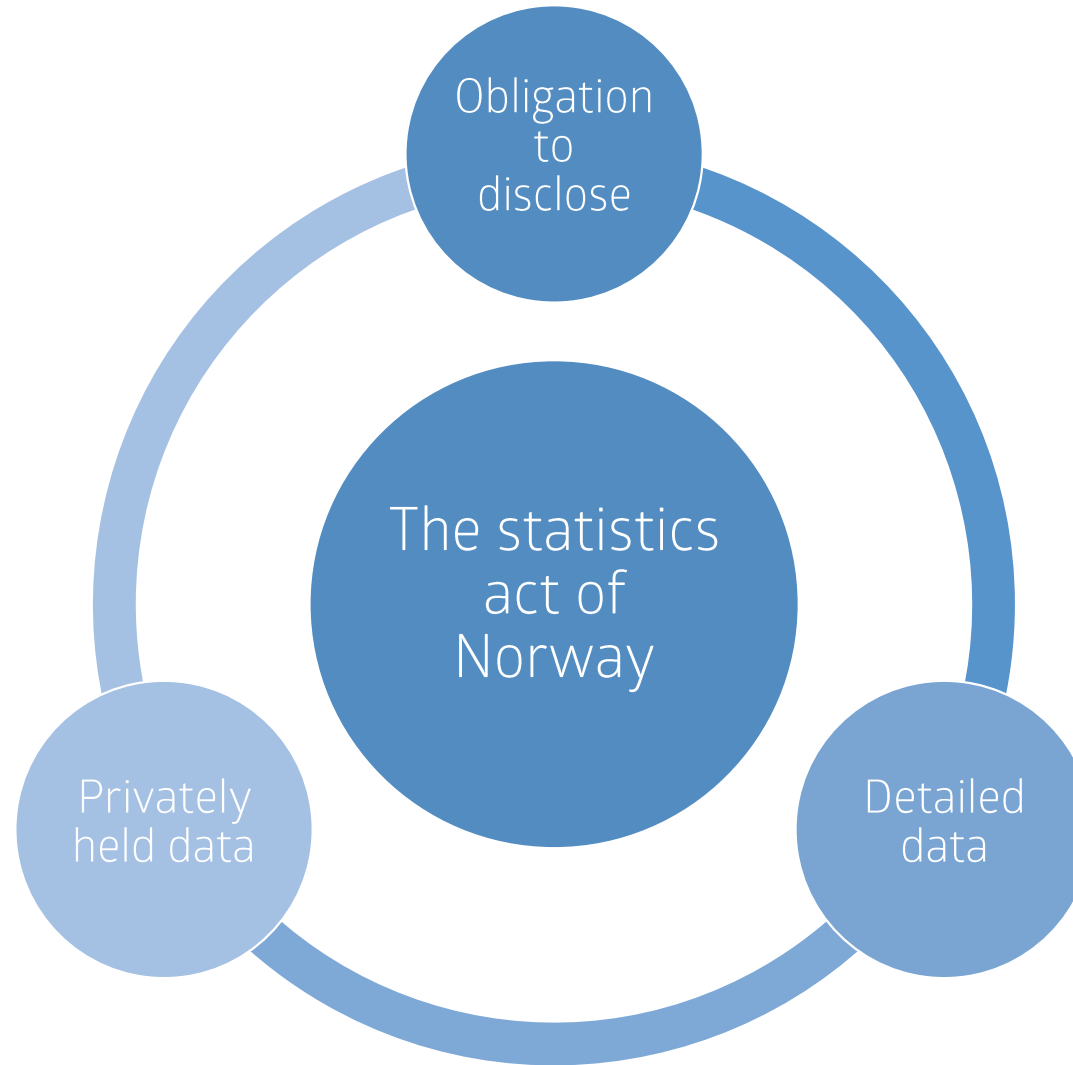 Obligation
to
disclose
The statistics
act of
Norway
Privately
held data
Detailed
data